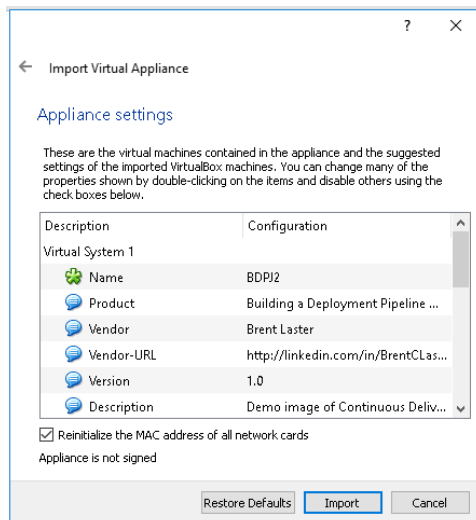 ?
Import Virtual Appliance
Appliance settings
These are the virtual machines contained in the appliance and the suggested
settings of the imported VirtualBox machines. You can change many of the
properties shown by double-clicking on the items and disable others using the
check boxes below.
Description Configuration
Virtual System 1
Name BDPJ2
Product Building a Deployment Pipeline ...
Vendor Brent Laster
Vendor-URL http://linkedin.com/in/BrentCLas...
Version 1.0
Description Demo image of Continuous Deliv...
Reinitialize the MAC address of all network cards
Appliance is not signed
Restore Defaults Import Cancel